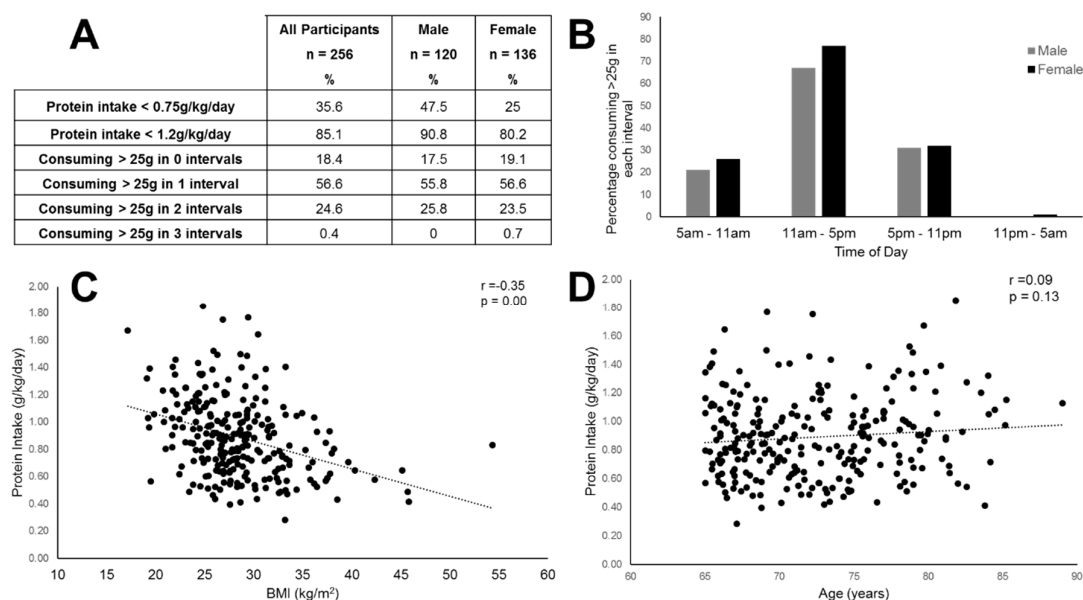 A
All Participants Male Female
n = 256 n = 120 n = 136
% % %
Protein intake < 0.75g/kg/day 35.6 47.5 25
Protein intake < 1.2g/kg/day 85.1 90.8 80.2
Consuming > 25g in 0 intervals 18.4 17.5 19.1
Consuming > 25g in 1 interval 56.6 55.8 56.6
Consuming > 25g in 2 intervals 24.6 25.8 23.5
Consuming > 25g in 3 intervals 0.4 0 0.7
B
Percentage consuming >25g in
each interval
90
80
70
60
50
40
30
20
10
0
Male
Female
5am - 11am 11am - 5pm 5pm - 11pm 11pm - 5am
Time of Day
C
r =-0.35
p = 0.00
Protein Intake (g/kg/day)
2.00
1.80
1.60
1.40
1.20
1.00
0.80
0.60
0.40
0.20
0.00
10 15 20 25 30 35 40 45 50 55 60
BMI (kg/m²)
D
r =0.09
p = 0.13
Protein Intake (g/kg/day)
2.00
1.80
1.60
1.40
1.20
1.00
0.80
0.60
0.40
0.20
0.00
60 65 70 75 80 85 90
Age (years)